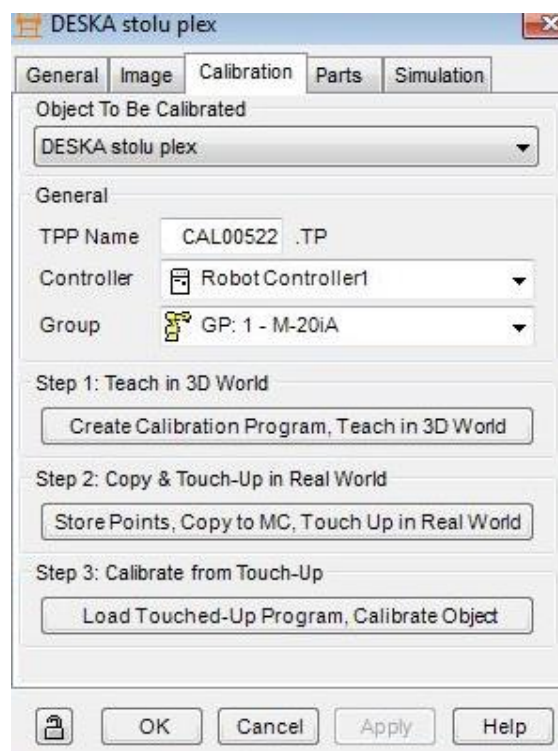 DESKA stolu plex
General Image Calibration Parts Simulation
Object To Be Calibrated
DESKA stolu plex
General
TPP Name CAL00522 .TP
Controller Robot Controller1
Group GP: 1 - M-20iA
Step 1: Teach in 3D World
Create Calibration Program, Teach in 3D World
Step 2: Copy & Touch-Up in Real World
Store Points, Copy to MC, Touch Up in Real World
Step 3: Calibrate from Touch-Up
Load Touched-Up Program, Calibrate Object
OK Cancel Apply Help